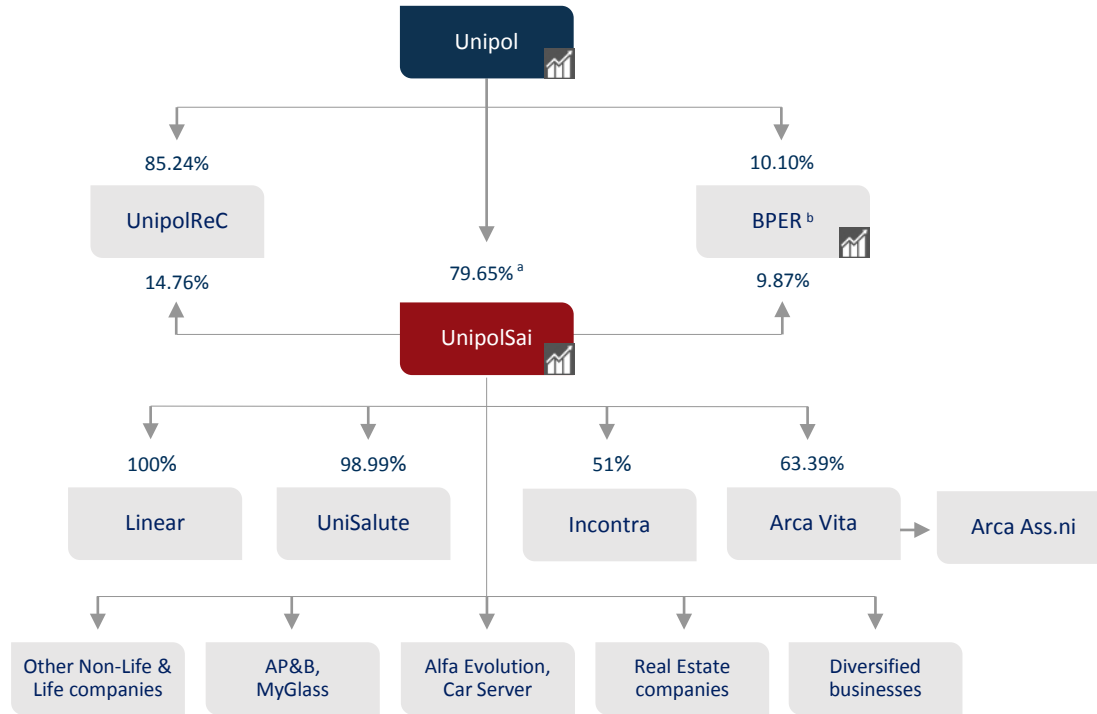 Unipol
85.24%
10.10%
UnipolReC
BPER ᵇ
79.65% ᵃ
14.76%
9.87%
UnipolSai
100%
98.99%
51%
63.39%
Linear
UniSalute
Incontra
Arca Vita
Arca Ass.ni
Other Non-Life &
Life companies
AP&B,
MyGlass
Alfa Evolution,
Car Server
Real Estate
companies
Diversified
businesses